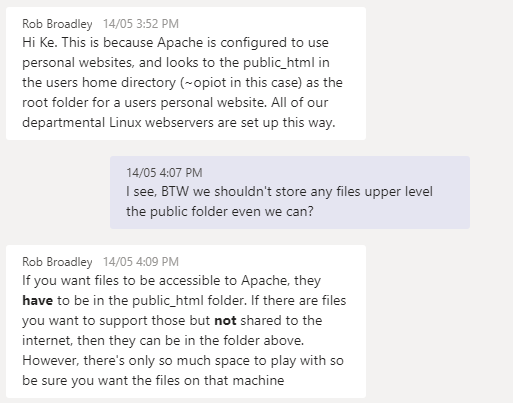 Rob Broadley 14/05 3:52 PM
Hi Ke. This is because Apache is configured to use
personal websites, and looks to the public_html in
the users home directory (~opiot in this case) as the
root folder for a users personal website. All of our
departmental Linux webservers are set up this way.
14/05 4:07 PM
I see, BTW we shouldn't store any files upper level
the public folder even we can?
Rob Broadley 14/05 4:09 PM
If you want files to be accessible to Apache, they
have to be in the public_html folder. If there are files
you want to support those but not shared to the
internet, then they can be in the folder above.
However, there's only so much space to play with so
be sure you want the files on that machine